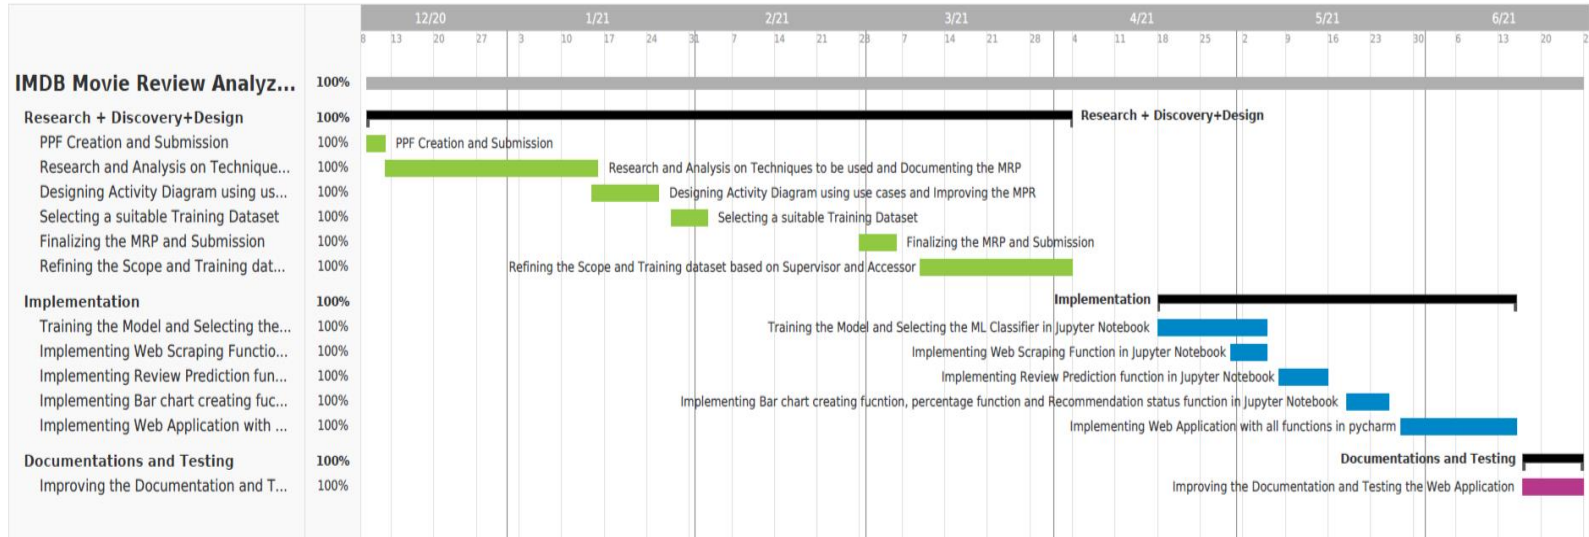 12/20 1/21 2/21 3/21 4/21 5/21 6/21
8 13 20 27 3 10 17 24 31 7 14 21 28 7 14 21 28 4 11 18 25 2 9 16 23 30 6 13 20 2
IMDB Movie Review Analyz... 100%
Research + Discovery+Design 100% Research + Discovery+Design
PPF Creation and Submission 100% PPF Creation and Submission
Research and Analysis on Technique... 100% Research and Analysis on Techniques to be used and Documenting the MRP
Designing Activity Diagram using us... 100% Designing Activity Diagram using use cases and Improving the MPR
Selecting a suitable Training Dataset 100% Selecting a suitable Training Dataset
Finalizing the MRP and Submission 100% Finalizing the MRP and Submission
Refining the Scope and Training dat... 100% Refining the Scope and Training dataset based on Supervisor and Accessor
Implementation 100% Implementation
Training the Model and Selecting the... 100% Training the Model and Selecting the ML Classifier in Jupyter Notebook
Implementing Web Scraping Functio... 100% Implementing Web Scraping Function in Jupyter Notebook
Implementing Review Prediction fun... 100% Implementing Review Prediction function in Jupyter Notebook
Implementing Bar chart creating fuc... 100% Implementing Bar chart creating fucntion, percentage function and Recommendation status function in Jupyter Notebook
Implementing Web Application with ... 100% Implementing Web Application with all functions in pycharm
Documentations and Testing 100% Documentations and Testing
Improving the Documentation and T... 100% Improving the Documentation and Testing the Web Application